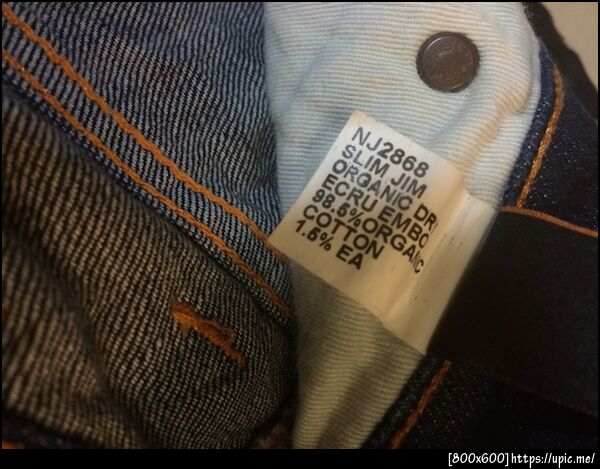 NJ2868
SLIM JIM
ORGANIC DR
ECRU EMBO
98.5%ORGANIC
COTTON
1.5% EA
[800x600]https://upic.me/